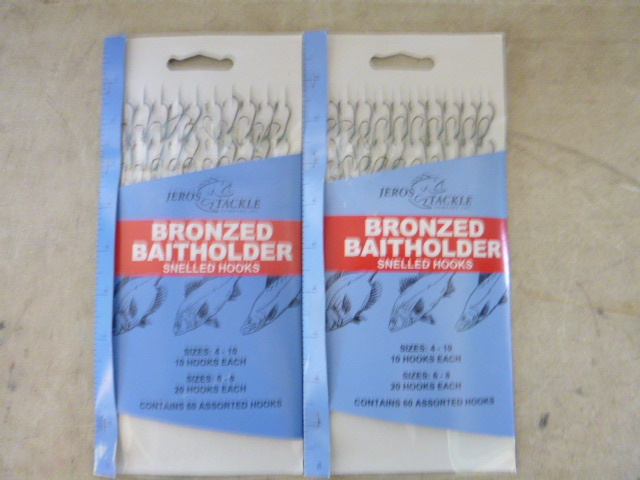 JEROS TACKLE
BRONZED
BAITHOLDER
SNELLED HOOKS
SIZES: 4 - 10
10 HOOKS EACH
SIZES: 6 - 8
20 HOOKS EACH
CONTAINS 60 ASSORTED HOOKS
JEROS TACKLE
BRONZED
BAITHOLDER
SNELLED HOOKS
SIZES: 4 - 10
10 HOOKS EACH
SIZES: 6 - 8
20 HOOKS EACH
CONTAINS 60 ASSORTED HOOKS